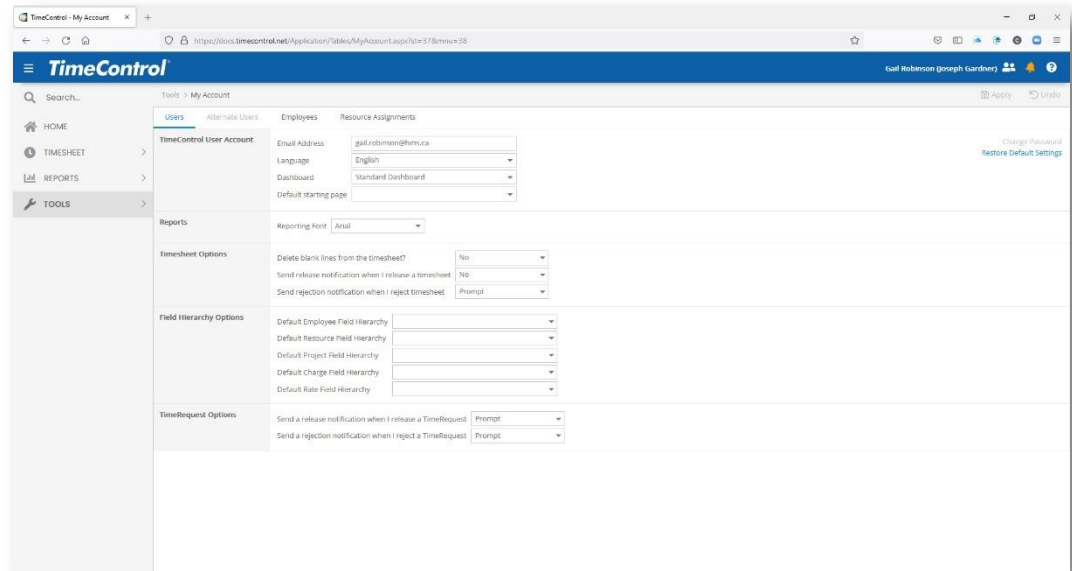 TimeControl - My Account
https://docs.timecontrol.net/Application/Tables/MyAccount.aspx?st=37&mnu=38
TimeControl
Gail Robinson (Joseph Gardner)
Search...
Tools > My Account
Apply
Undo
HOME
TIMESHEET
REPORTS
TOOLS
Users
Alternate Users
Employees
Resource Assignments
TimeControl User Account
Email Address gail.robinson@hms.ca
Language English
Dashboard Standard Dashboard
Default starting page
Change Password
Restore Default Settings
Reports
Reporting Font Arial
Timesheet Options
Delete blank lines from the timesheet? No
Send release notification when I release a timesheet No
Send rejection notification when I reject timesheet Prompt
Field Hierarchy Options
Default Employee Field Hierarchy
Default Resource Field Hierarchy
Default Project Field Hierarchy
Default Charge Field Hierarchy
Default Rate Field Hierarchy
TimeRequest Options
Send a release notification when I release a TimeRequest Prompt
Send a rejection notification when I reject a TimeRequest Prompt